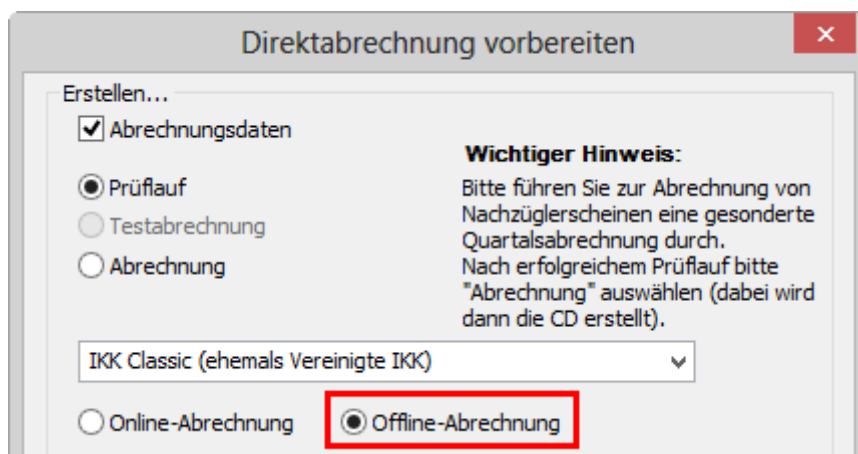 Direktabrechnung vorbereiten
Erstellen...
Abrechnungsdaten
Prüflauf
Testabrechnung
Abrechnung
Wichtiger Hinweis:
Bitte führen Sie zur Abrechnung von
Nachzüglerscheinen eine gesonderte
Quartalsabrechnung durch.
Nach erfolgreichem Prüflauf bitte
"Abrechnung" auswählen (dabei wird
dann die CD erstellt).
IKK Classic (ehemals Vereinigte IKK)
Online-Abrechnung
Offline-Abrechnung